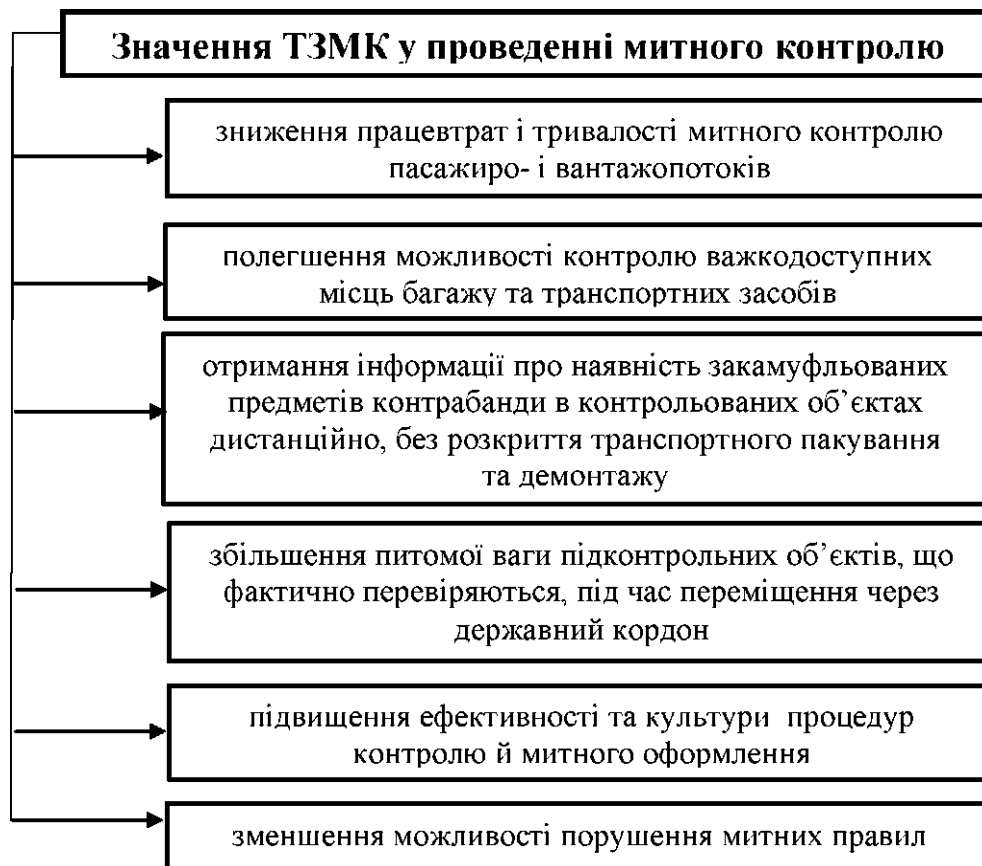 Значення ТЗМК у проведенні митного контролю
зниження працевтрат і тривалості митного контролю
пасажиро- і вантажопотоків
полегшення можливості контролю важкодоступних
місць багажу та транспортних засобів
отримання інформації про наявність закамуфльованих
предметів контрабанди в контрольованих об’єктах
дистанційно, без розкриття транспортного пакування
та демонтажу
збільшення питомої ваги підконтрольних об’єктів, що
фактично перевіряються, під час переміщення через
державний кордон
підвищення ефективності та культури процедур
контролю й митного оформлення
зменшення можливості порушення митних правил